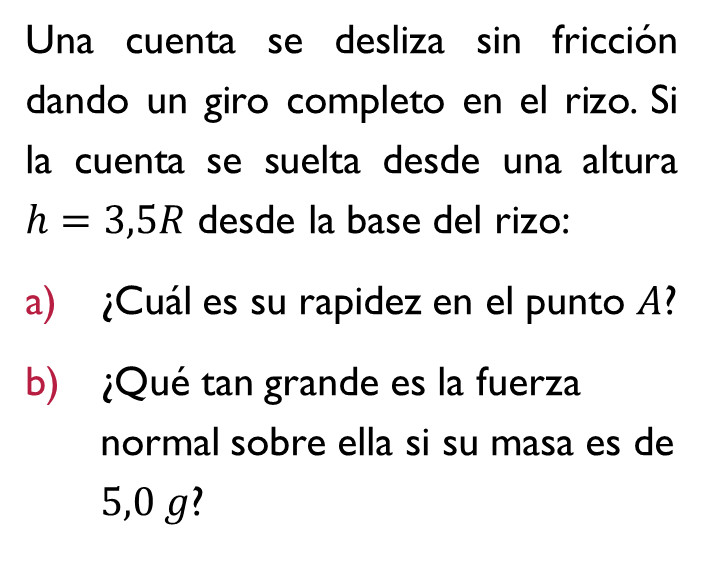 Una cuenta se desliza sin fricción
dando un giro completo en el rizo. Si
la cuenta se suelta desde una altura
h = 3,5R desde la base del rizo:
a) ¿Cuál es su rapidez en el punto A?
b) ¿Qué tan grande es la fuerza
normal sobre ella si su masa es de
5,0 g?